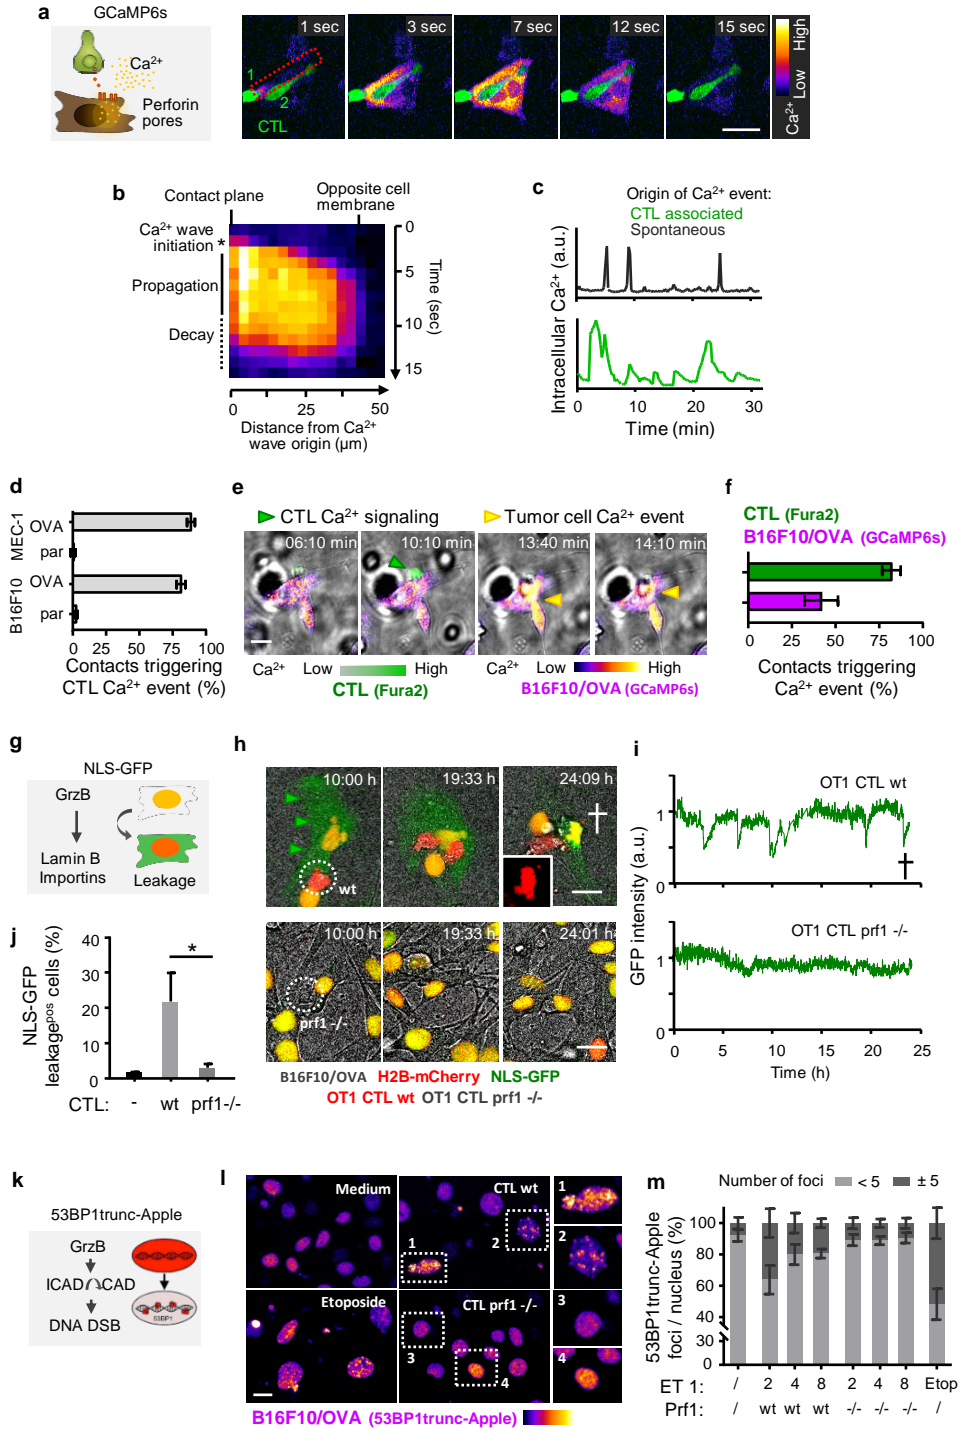 a
GCaMP6s
Ca²⁺
Perforin
pores
1 sec
3 sec
7 sec
12 sec
15 sec
1
2
CTL
Ca²⁺
Low
High
b
Contact plane
Opposite cell
membrane
Ca²⁺ wave
initiation
*
Propagation
Decay
0
5
10
15
Time (sec)
0
25
50
Distance from Ca²⁺
wave origin (µm)
c
Origin of Ca²⁺ event:
CTL associated
Spontaneous
Intracellular Ca²⁺ (a.u.)
0
10
20
30
Time (min)
d
MEC-1
OVA
par
B16F10
OVA
par
0
50
100
Contacts triggering
CTL Ca²⁺ event (%)
e
CTL Ca²⁺ signaling
Tumor cell Ca²⁺ event
06:10 min
10:10 min
13:40 min
14:10 min
Ca²⁺
Low
High
CTL (Fura2)
Ca²⁺
Low
High
B16F10/OVA (GCaMP6s)
f
CTL (Fura2)
B16F10/OVA (GCaMP6s)
0
25
50
75
100
Contacts triggering
Ca²⁺ event (%)
g
NLS-GFP
GrzB
Lamin B
Importins
Leakage
h
10:00 h
19:33 h
24:09 h
wt
10:00 h
19:33 h
24:01 h
prf1 -/-
B16F10/OVA H2B-mCherry NLS-GFP
OT1 CTL wt OT1 CTL prf1 -/-
i
OT1 CTL wt
1
0
OT1 CTL prf1 -/-
1
0
GFP intensity (a.u.)
0
5
10
15
20
25
Time (h)
j
NLS-GFP
leakagepos cells (%)
40
30
20
10
0
*
CTL:
-
wt
prf1-/-
k
53BP1trunc-Apple
GrzB
ICAD
CAD
DNA DSB
53BP1
l
Medium
CTL wt
1
2
1
2
Etoposide
CTL prf1 -/-
3
4
3
4
B16F10/OVA (53BP1trunc-Apple)
m
Number of foci
< 5
± 5
53BP1trunc-Apple
foci / nucleus (%)
100
80
60
40
30
0
ET 1:
/
2
4
8
2
4
8
Etop
Prf1:
/
wt
wt
wt
-/-
-/-
-/-
/